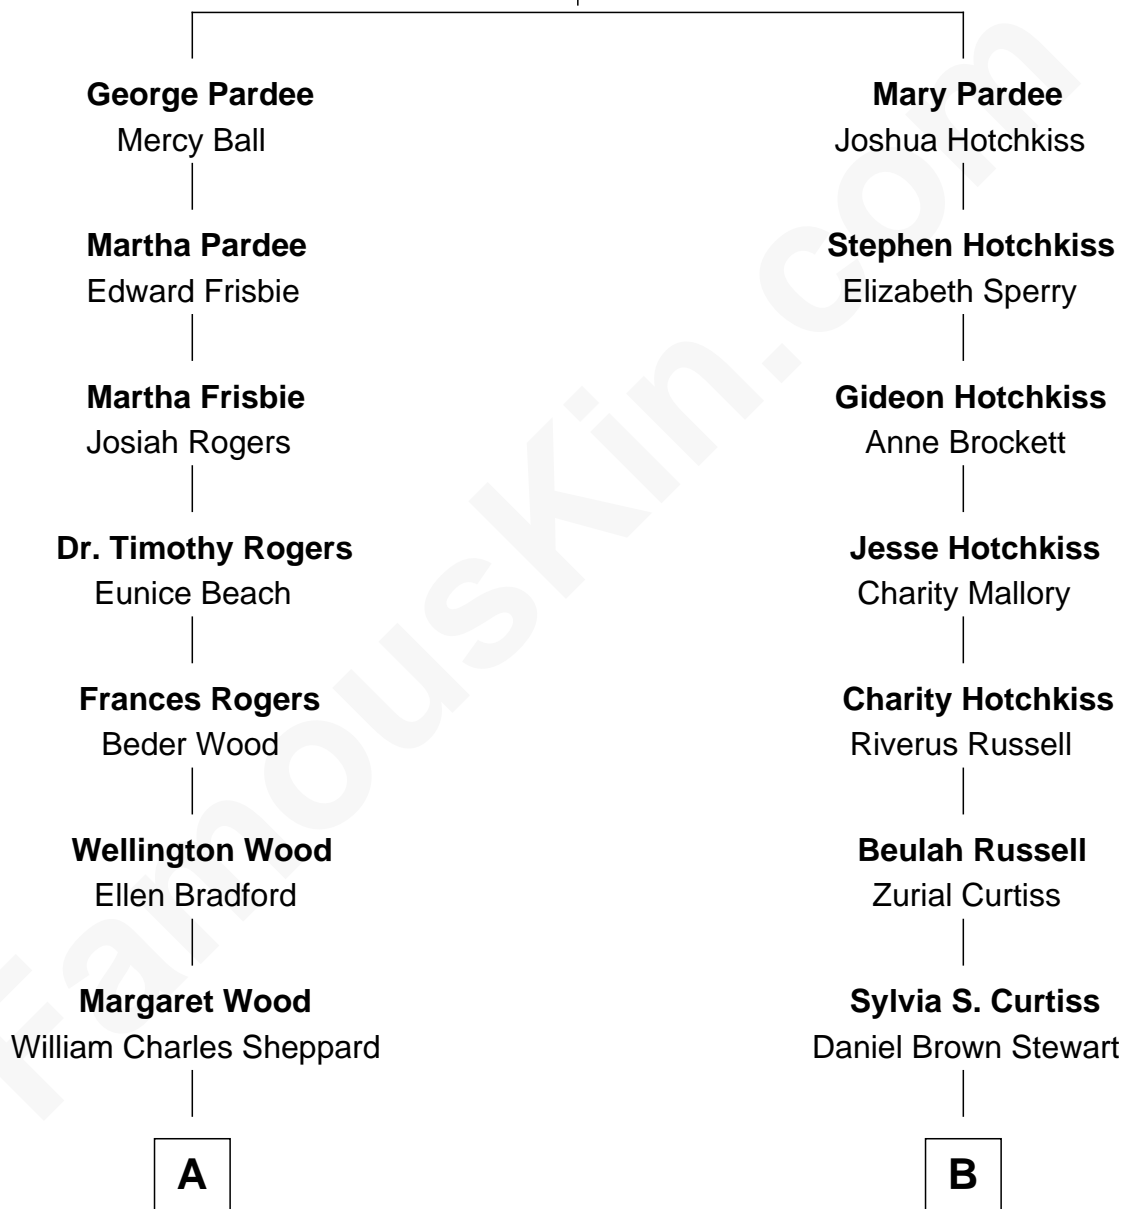 George Pardee
Mercy Ball
Martha Pardee
Edward Frisbie
Martha Frisbie
Josiah Rogers
Dr. Timothy Rogers
Eunice Beach
Frances Rogers
Beder Wood
Wellington Wood
Ellen Bradford
Margaret Wood
William Charles Sheppard
A
Mary Pardee
Joshua Hotchkiss
Stephen Hotchkiss
Elizabeth Sperry
Gideon Hotchkiss
Anne Brockett
Jesse Hotchkiss
Charity Mallory
Charity Hotchkiss
Riverus Russell
Beulah Russell
Zurial Curtiss
Sylvia S. Curtiss
Daniel Brown Stewart
B
FamousKin.com